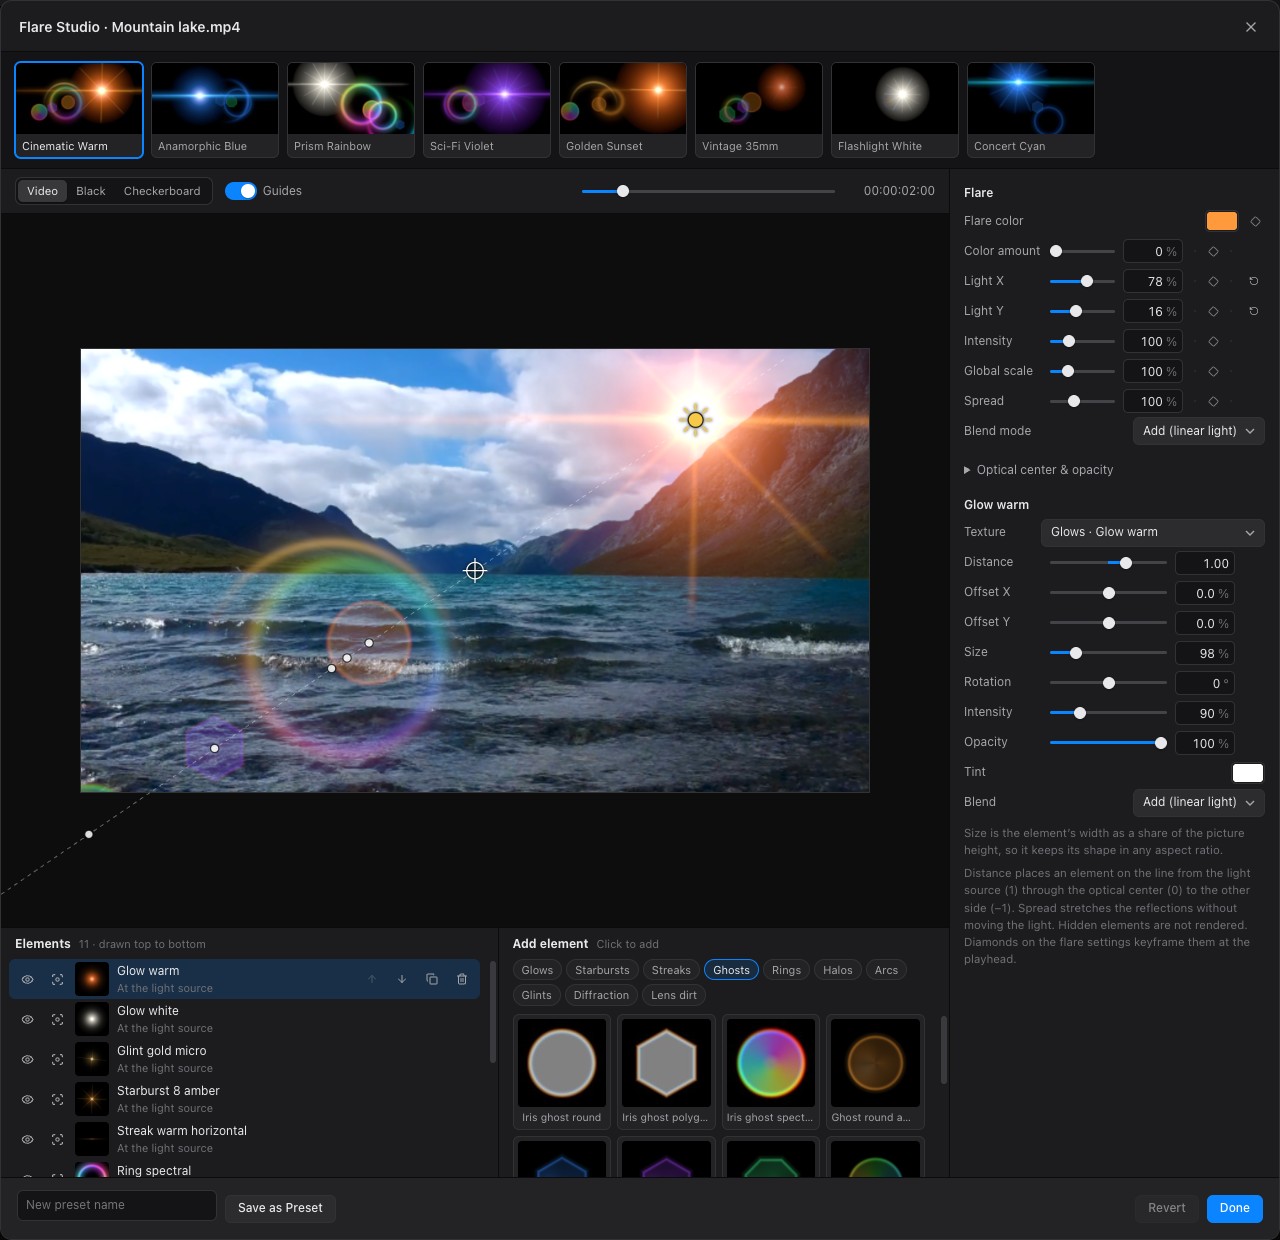 Flare Studio · Mountain lake.mp4
Cinematic Warm
Anamorphic Blue
Prism Rainbow
Sci-Fi Violet
Golden Sunset
Vintage 35mm
Flashlight White
Concert Cyan
Video
Black
Checkerboard
Guides
00:00:02:00
Flare
Flare color
Color amount
0 %
Light X
78 %
Light Y
16 %
Intensity
100 %
Global scale
100 %
Spread
100 %
Blend mode
Add (linear light)
Optical center & opacity
Glow warm
Texture
Glows · Glow warm
Distance
1.00
Offset X
0.0 %
Offset Y
0.0 %
Size
98 %
Rotation
0 °
Intensity
90 %
Opacity
100 %
Tint
Blend
Add (linear light)
Size is the element's width as a share of the picture
height, so it keeps its shape in any aspect ratio.
Distance places an element on the line from the light
source (1) through the optical center (0) to the other
side (−1). Spread stretches the reflections without
moving the light. Hidden elements are not rendered.
Diamonds on the flare settings keyframe them at the
playhead.
Elements
11 · drawn top to bottom
Glow warm
At the light source
Glow white
At the light source
Glint gold micro
At the light source
Starburst 8 amber
At the light source
Streak warm horizontal
At the light source
Ring spectral
Add element
Click to add
Glows
Starbursts
Streaks
Ghosts
Rings
Halos
Arcs
Glints
Diffraction
Lens dirt
Iris ghost round
Iris ghost polyg…
Iris ghost spect…
Ghost round a…
New preset name
Save as Preset
Revert
Done